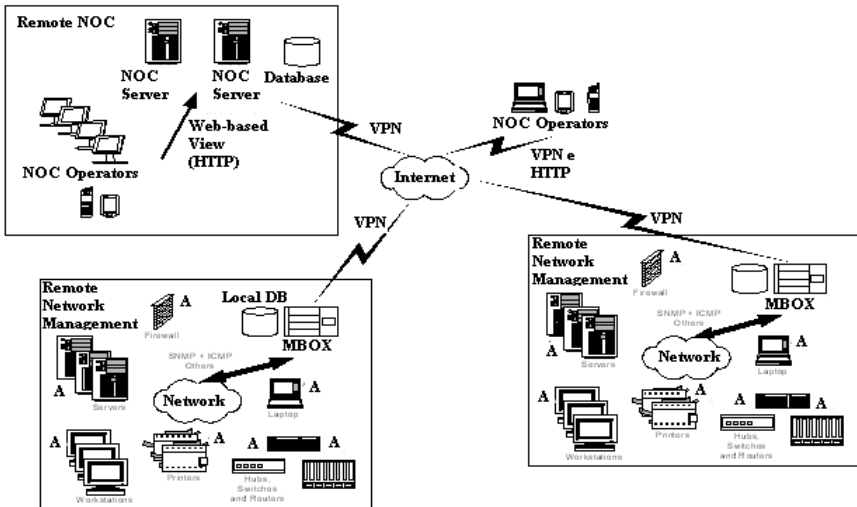 Remote NOC
NOC
Server
NOC
Server
Database
Web-based
View
(HTTP)
NOC Operators
VPN
NOC Operators
VPN e
HTTP
Internet
VPN
VPN
Remote
Network
Management
A
Firewall
Local DB
MBOX
SNMP + ICMP
Others
A
Servers
Network
A
Laptop
A
Workstations
A
Printers
A
A
Hubs,
Switches
and Routers
Remote
Network
Management
A
Firewall
MBOX
SNMP + ICMP
Others
A
Servers
Network
A
Laptop
A
Workstations
A
Printers
A
A
Hubs,
Switches
and Routers